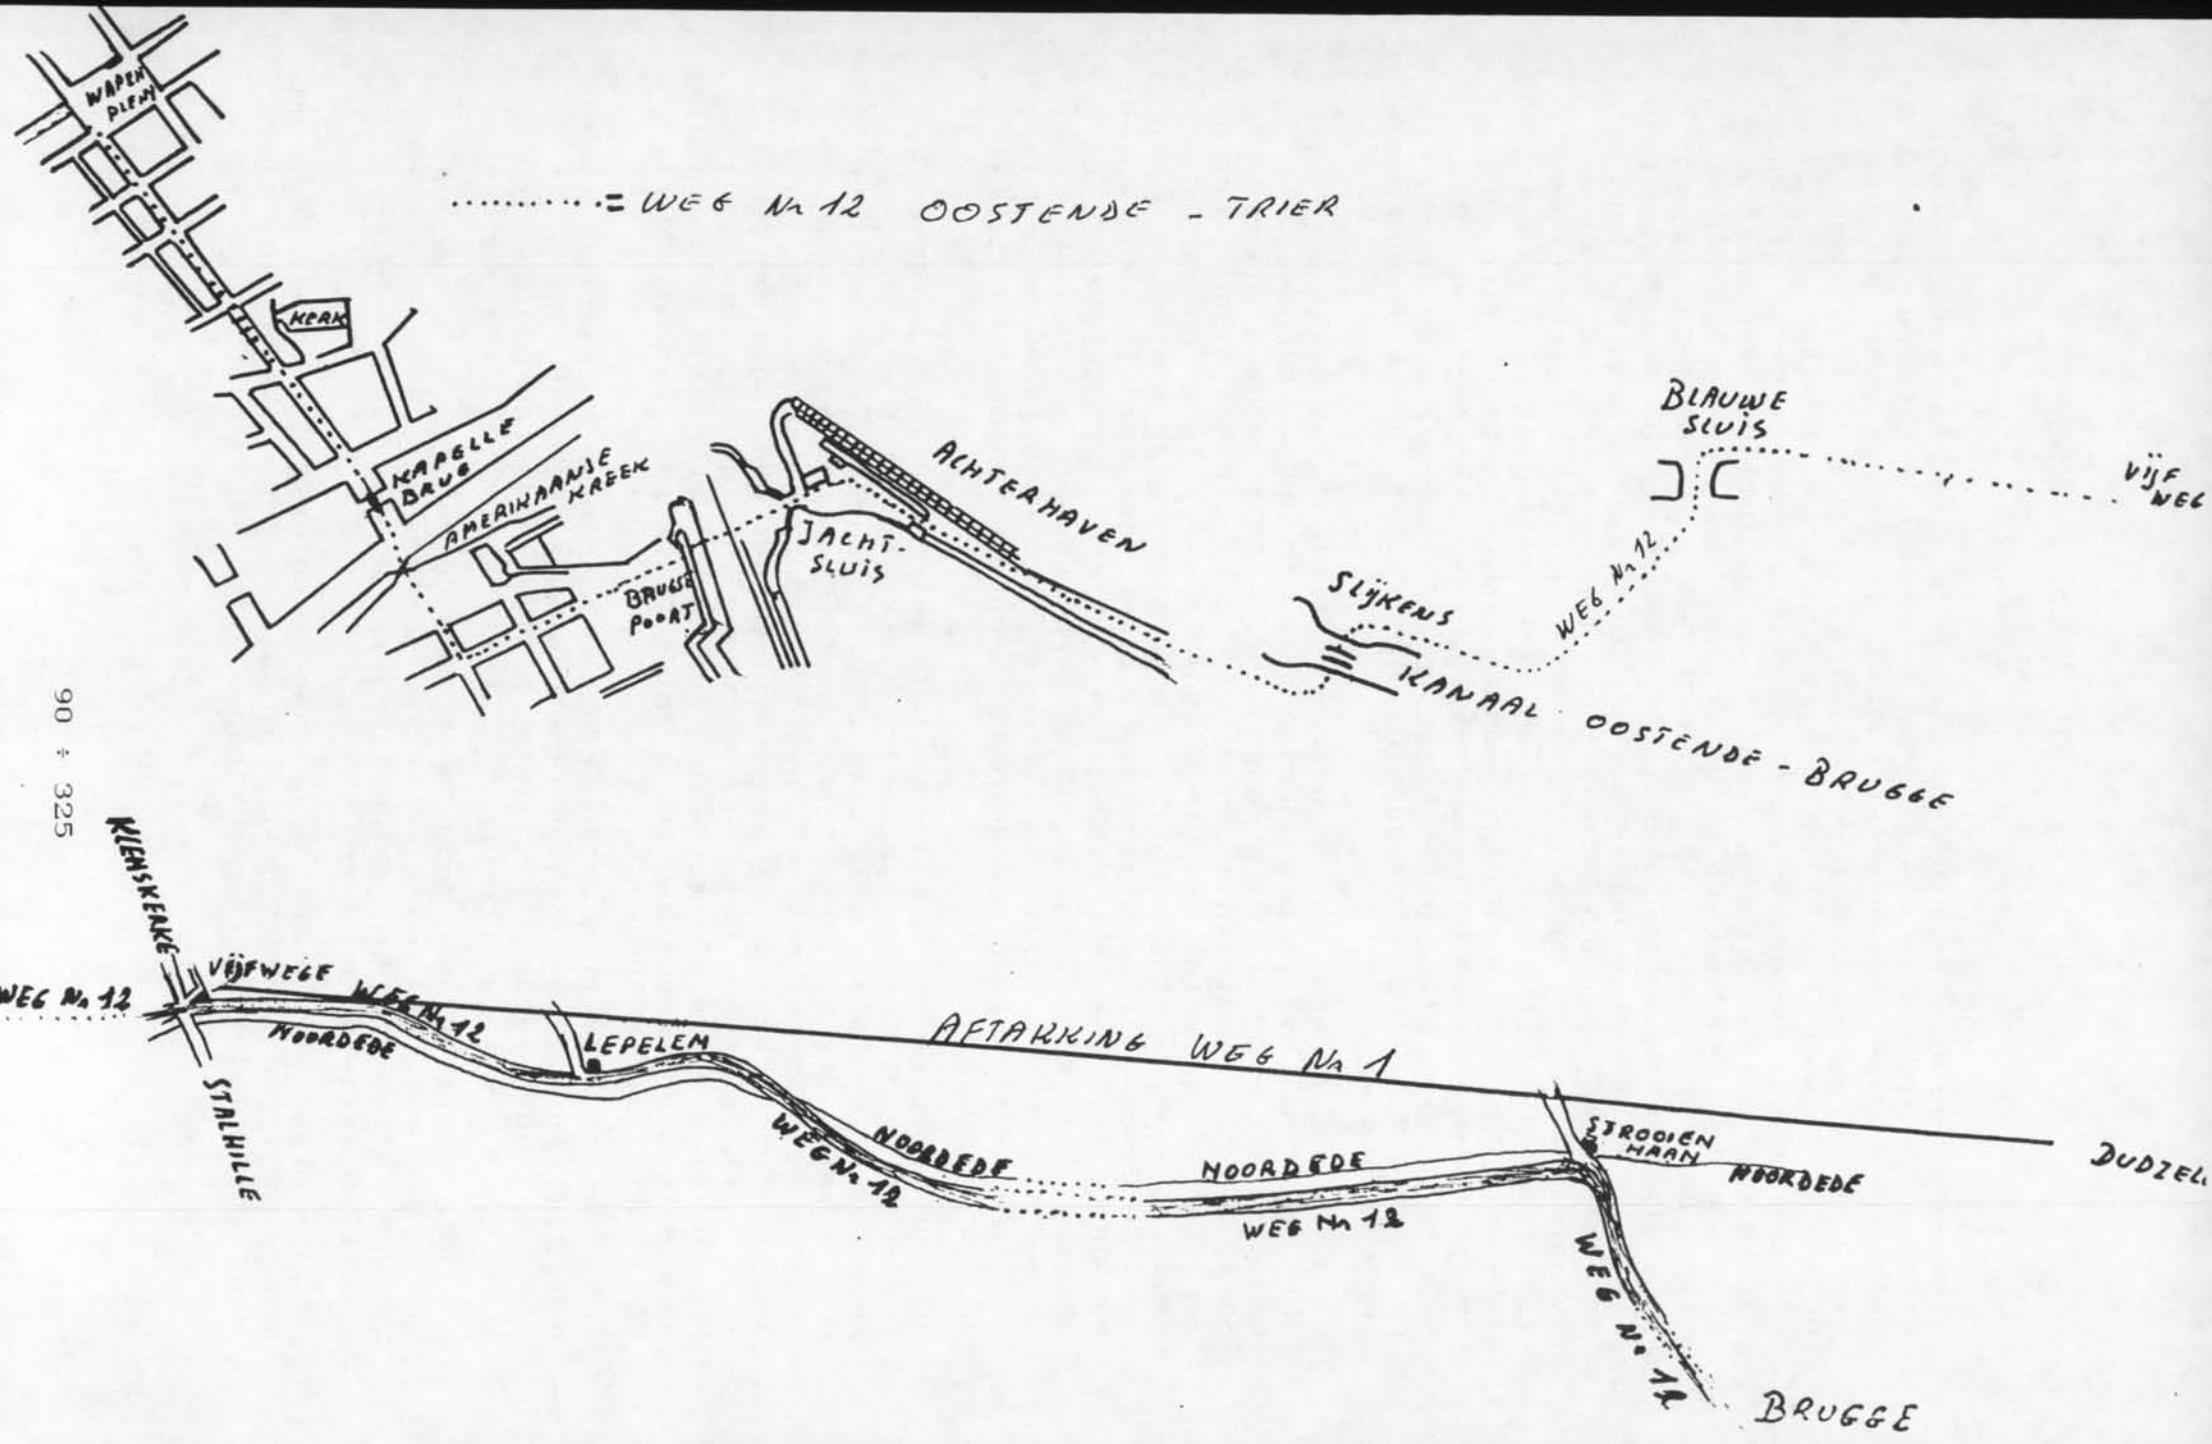 WAPEN
PLEIN
.......... = WEG Nr 12 OOSTENDE - TRIER
KERK
KAPELLE
BRUG
AMERIKAANSE
KREEK
BRUGSE
POORT
JACHT-
SLUIS
ACHTERHAVEN
SLIJKENS
KANAAL OOSTENDE - BRUGGE
WEG Nr 12
BLAUWE
SLUIS
VIJF
WEG
90 ÷ 325
KLEMSKERKE
WEG Nr 12
VIJFWEGE
WEG Nr 12
NOORDEDE
STALHILLE
LEPELEM
AFTAKKING WEG Nr 1
WEG Nr 12
NOORDEDE
NOORDEDE
WEG Nr 12
STROOIEN
HAAN
NOORDEDE
DUDZEL
WEG Nr 12
BRUGGE